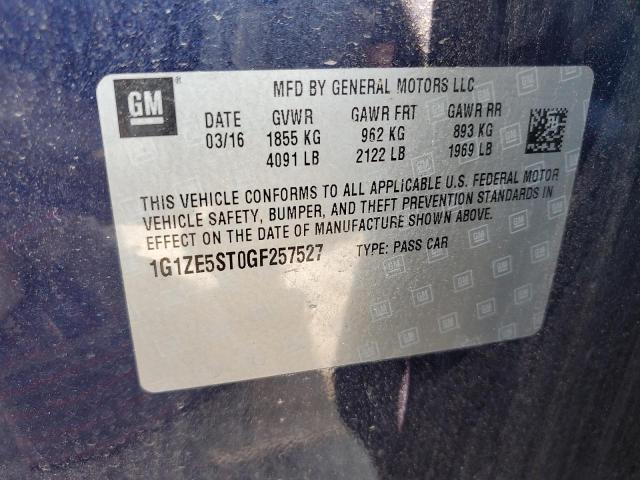 GM
MFD BY GENERAL MOTORS LLC
DATE GVWR GAWR FRT GAWR RR
03/16 1855 KG 962 KG 893 KG
4091 LB 2122 LB 1969 LB
THIS VEHICLE CONFORMS TO ALL APPLICABLE U.S. FEDERAL MOTOR
VEHICLE SAFETY, BUMPER, AND THEFT PREVENTION STANDARDS IN
EFFECT ON THE DATE OF MANUFACTURE SHOWN ABOVE.
1G1ZE5ST0GF257527 TYPE: PASS CAR